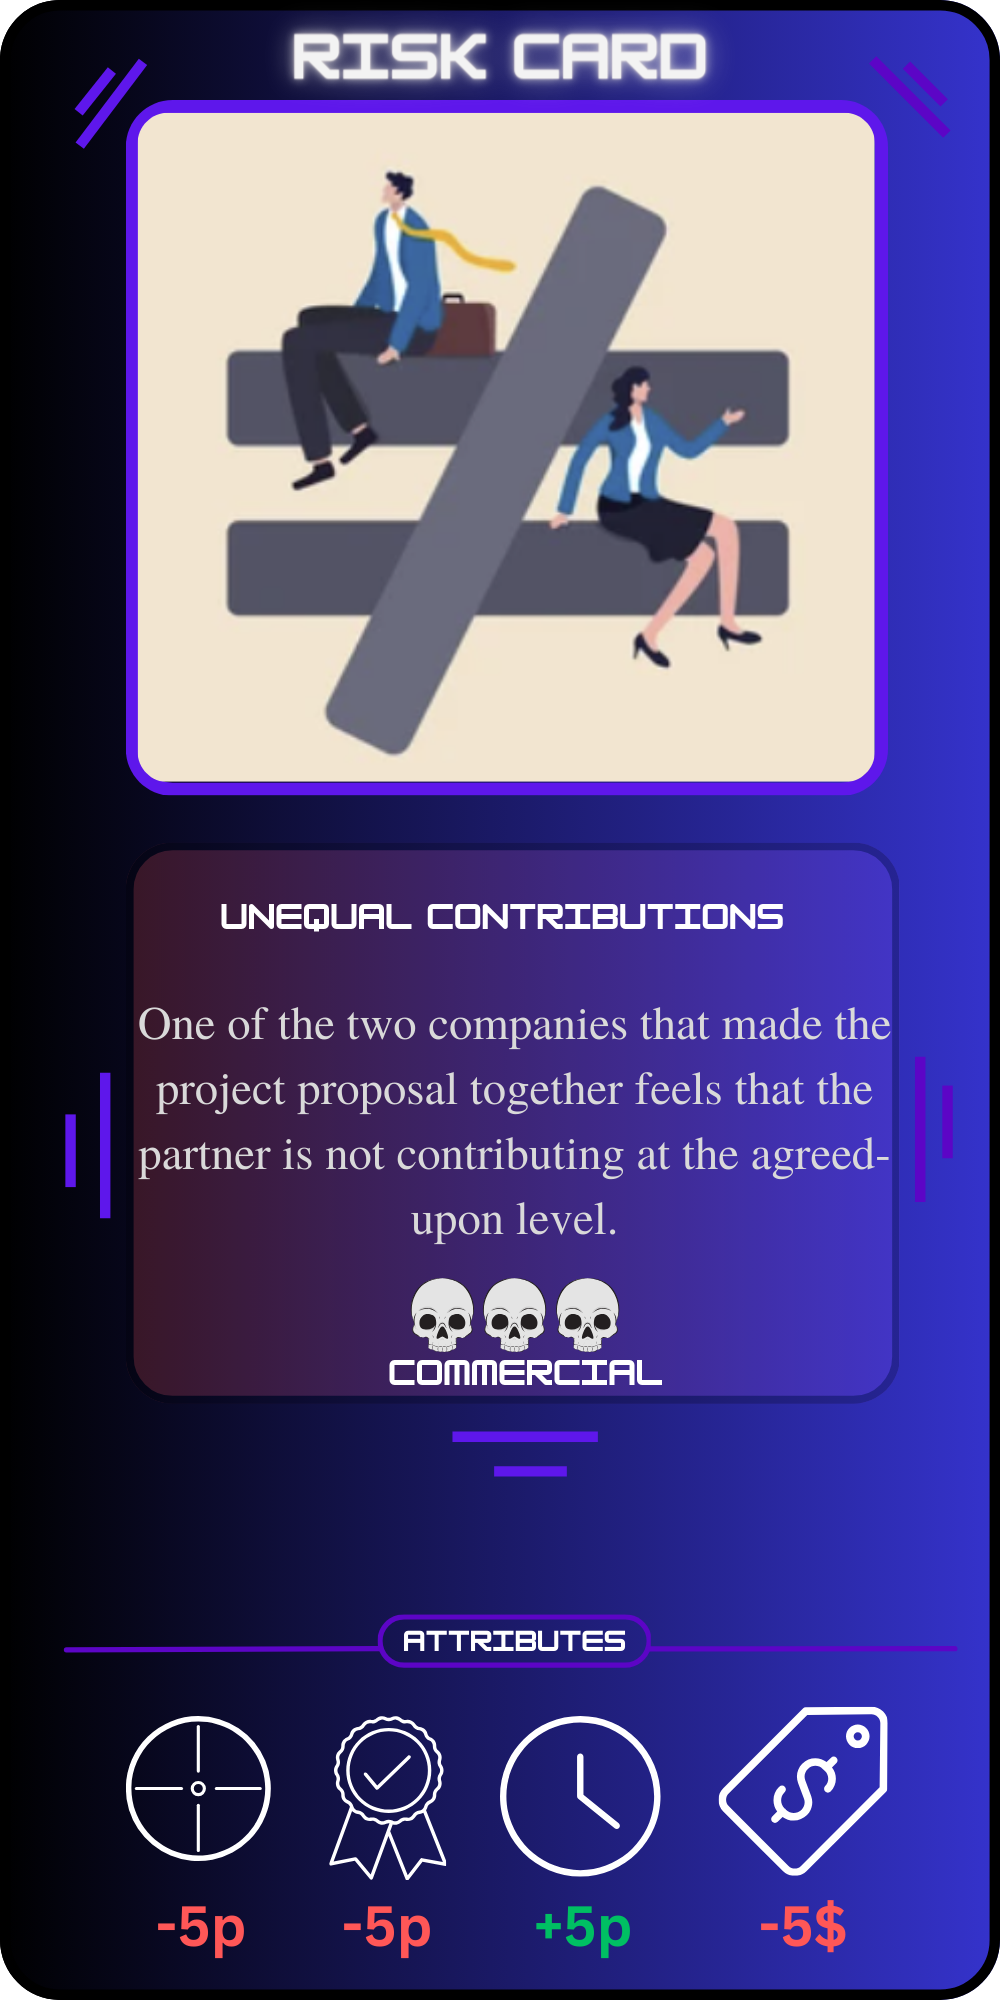 RISK CARD
UNEQUAL CONTRIBUTIONS
One of the two companies that made the
project proposal together feels that the
partner is not contributing at the agreed-
upon level.
COMMERCIAL
ATTRIBUTES
$
-5p -5p +5p -5$